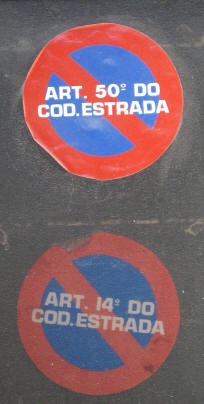 ART. 50º DO
COD. ESTRADA
ART. 14º DO
COD. ESTRADA